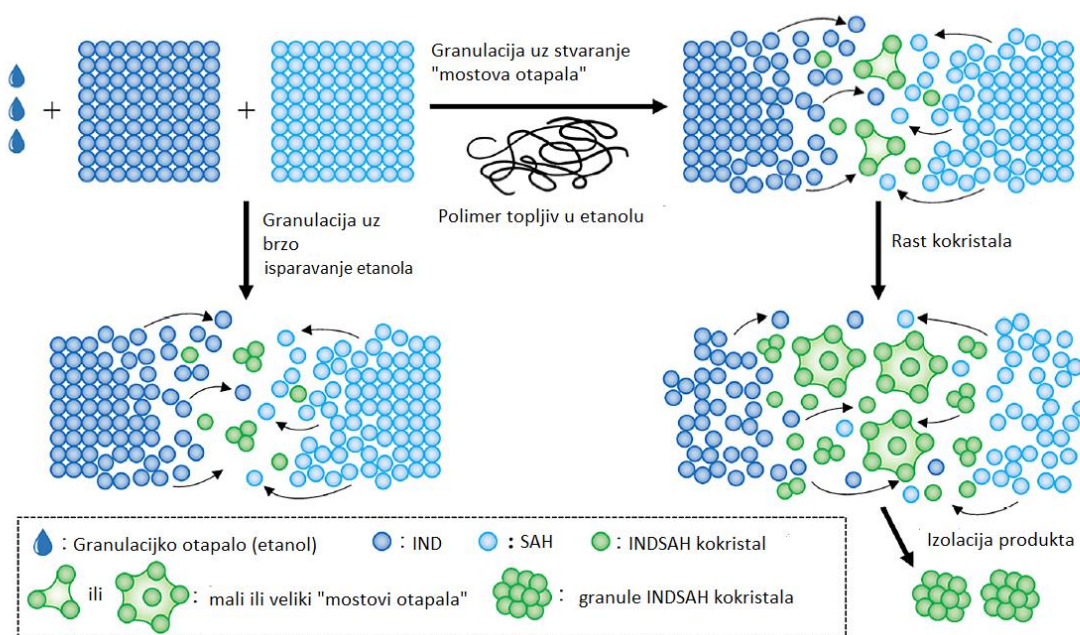 Granulacija uz stvaranje
"mostova otapala"
+
+
Polimer topljiv u etanolu
Granulacija uz
brzo
isparavanje etanola
Rast kokristala
Izolacija produkta
: Granulacijko otapalo (etanol)
: IND
: SAH
: INDSAH kokristal
ili
: mali ili veliki "mostovi otapala"
: granule INDSAH kokristala